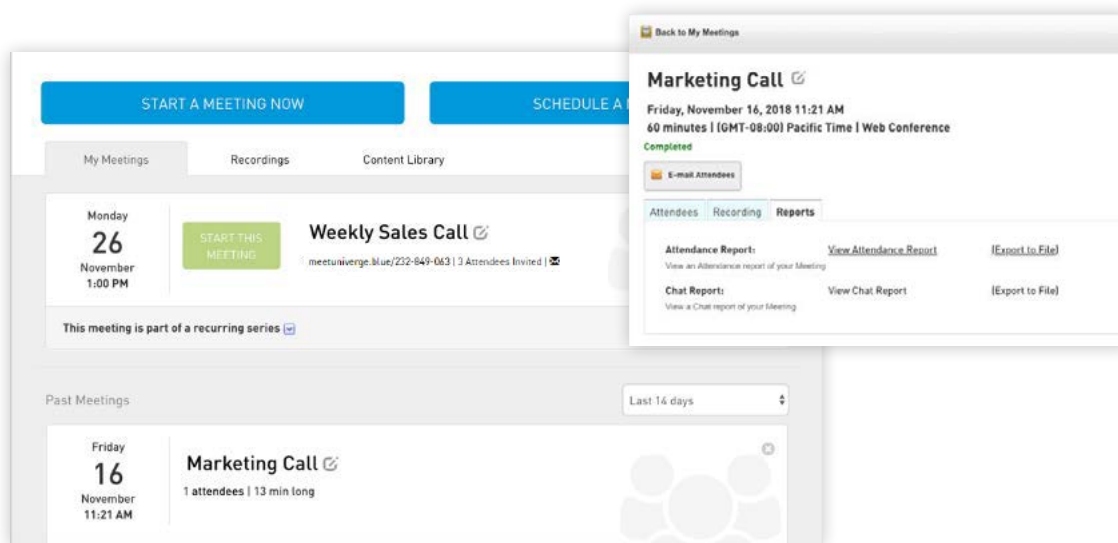 START A MEETING NOW
SCHEDULE A
My Meetings
Recordings
Content Library
Monday
26
November
1:00 PM
START THIS
MEETING
Weekly Sales Call
meetuniverge.blue/232-849-063 | 3 Attendees Invited |
This meeting is part of a recurring series
Past Meetings
Last 14 days
Friday
16
November
11:21 AM
Marketing Call
1 attendees | 13 min long
Back to My Meetings
Marketing Call
Friday, November 16, 2018 11:21 AM
60 minutes | (GMT-08:00) Pacific Time | Web Conference
Completed
E-mail Attendees
Attendees
Recording
Reports
Attendance Report:
View Attendance Report
(Export to File)
View an Attendance report of your Meeting
Chat Report:
View Chat Report
(Export to File)
View a Chat report of your Meeting